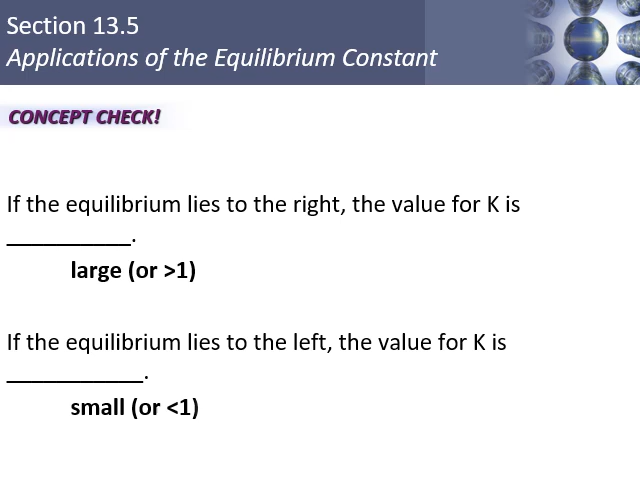 Section 13.5
Applications of the Equilibrium Constant
CONCEPT CHECK!
If the equilibrium lies to the right, the value for K is
__________.
large (or >1)
If the equilibrium lies to the left, the value for K is
___________.
small (or <1)